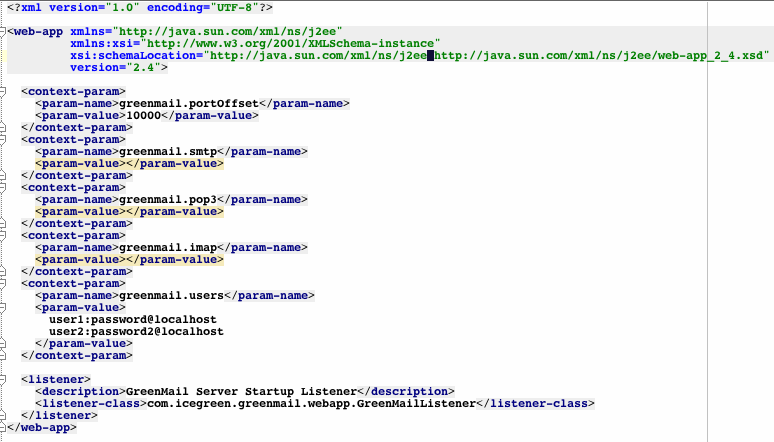 <?xml version="1.0" encoding="UTF-8"?>
<web-app xmlns="http://java.sun.com/xml/ns/j2ee"
xmlns:xsi="http://www.w3.org/2001/XMLSchema-instance"
xsi:schemaLocation="http://java.sun.com/xml/ns/j2ee http://java.sun.com/xml/ns/j2ee/web-app_2_4.xsd"
version="2.4">
<context-param>
<param-name>greenmail.portOffset</param-name>
<param-value>10000</param-value>
</context-param>
<context-param>
<param-name>greenmail.smtp</param-name>
<param-value></param-value>
</context-param>
<context-param>
<param-name>greenmail.pop3</param-name>
<param-value></param-value>
</context-param>
<context-param>
<param-name>greenmail.imap</param-name>
<param-value></param-value>
</context-param>
<context-param>
<param-name>greenmail.users</param-name>
<param-value>
user1:password@localhost
user2:password2@localhost
</param-value>
</context-param>
<listener>
<description>GreenMail Server Startup Listener</description>
<listener-class>com.icegreen.greenmail.webapp.GreenMailListener</listener-class>
</listener>
</web-app>